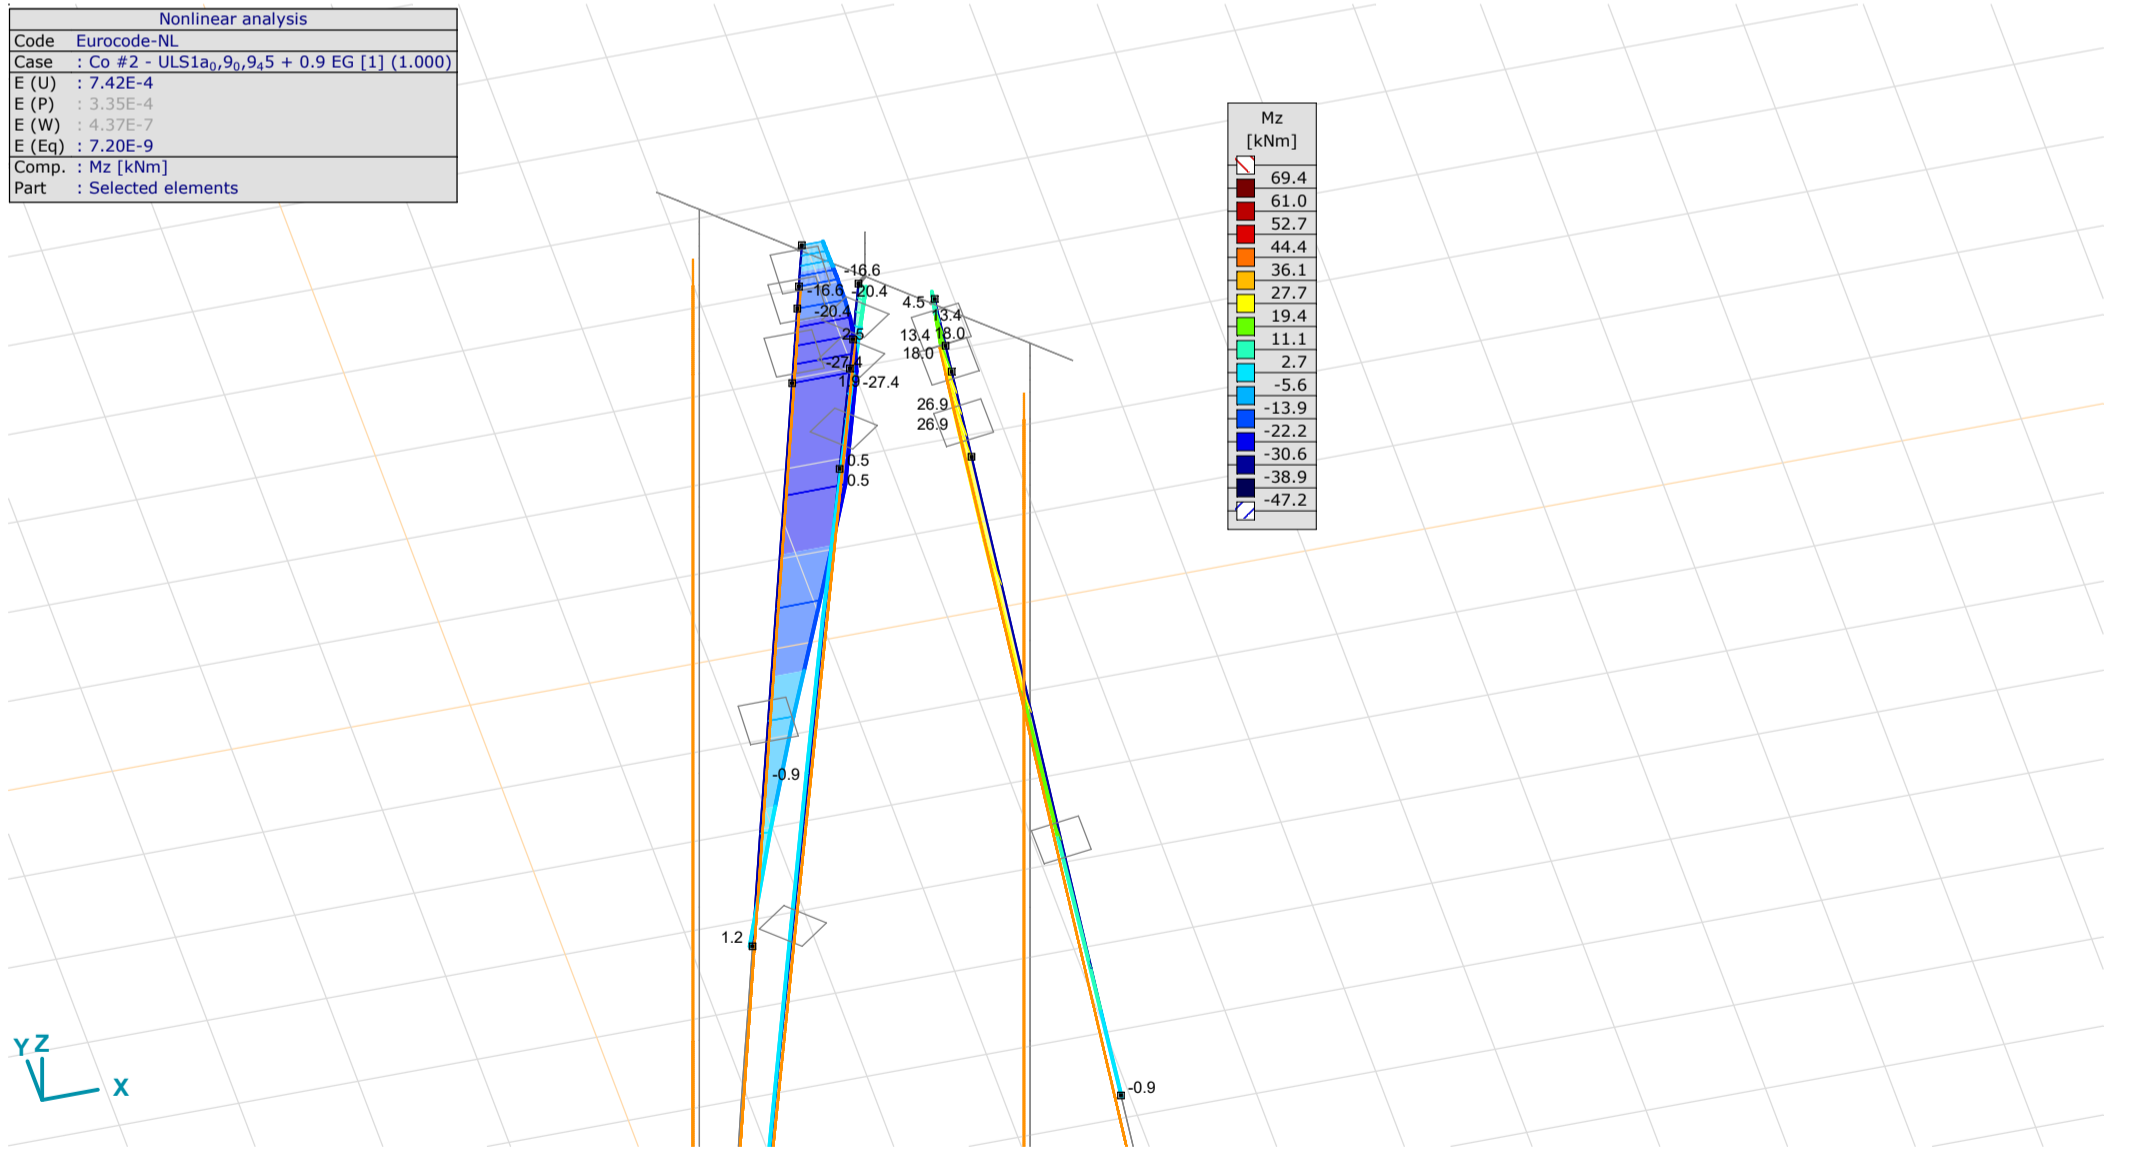 Nonlinear analysis
Code Eurocode-NL
Case : Co #2 - ULS1a₀,9₀,9₄5 + 0.9 EG [1] (1.000)
E (U) : 7.42E-4
E (P) : 3.35E-4
E (W) : 4.37E-7
E (Eq) : 7.20E-9
Comp. : Mz [kNm]
Part : Selected elements
Mz
[kNm]
69.4
61.0
52.7
44.4
36.1
27.7
19.4
11.1
2.7
-5.6
-13.9
-22.2
-30.6
-38.9
-47.2
-16.6
-16.6 -20.4
-20.4
2.5
-27.4
1.9 -27.4
0.5
0.5
-0.9
1.2
4.5
13.4
13.4 18.0
18.0
26.9
26.9
-0.9
Y Z
X